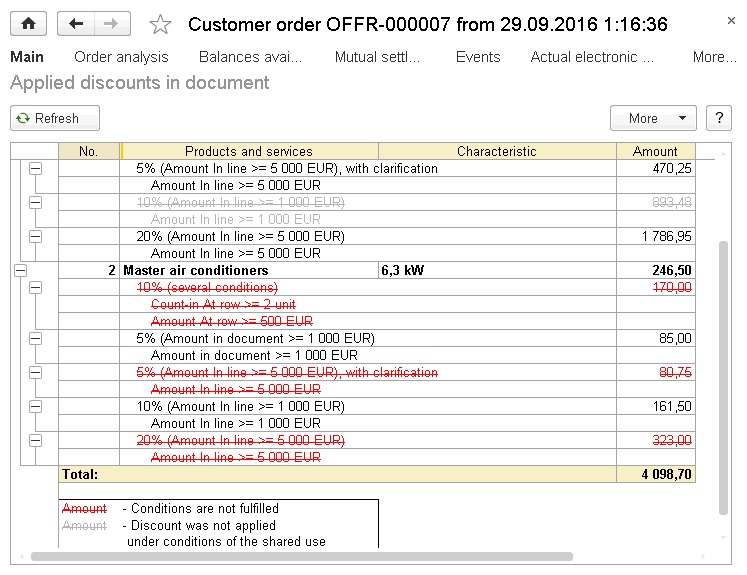 Customer order OFFR-000007 from 29.09.2016 1:16:36 ×
Main Order analysis Balances avai... Mutual settl... Events Actual electronic ... More...
Applied discounts in document
Refresh More ?
No. Products and services Characteristic Amount
5% (Amount In line >= 5 000 EUR), with clarification 470,25
Amount In line >= 5 000 EUR
10% (Amount In line >= 1 000 EUR) 893,48
Amount In line >= 1 000 EUR
20% (Amount In line >= 5 000 EUR) 1 786,95
Amount In line >= 5 000 EUR
2 Master air conditioners 6,3 kW 246,50
10% (several conditions) 170,00
Count-in At row >= 2 unit
Amount At row >= 500 EUR
5% (Amount in document >= 1 000 EUR) 85,00
Amount in document >= 1 000 EUR
5% (Amount In line >= 5 000 EUR), with clarification 80,75
Amount In line >= 5 000 EUR
10% (Amount In line >= 1 000 EUR) 161,50
Amount In line >= 1 000 EUR
20% (Amount In line >= 5 000 EUR) 323,00
Amount In line >= 5 000 EUR
Total: 4 098,70
Amount - Conditions are not fulfilled
Amount - Discount was not applied
under conditions of the shared use